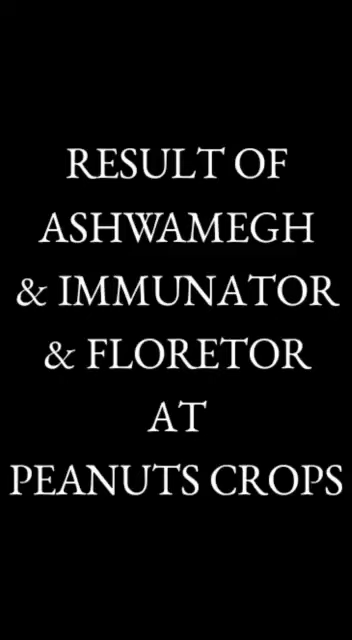 RESULT OF
ASHWAMEGH
& IMMUNATOR
& FLORETOR
AT
PEANUTS CROPS